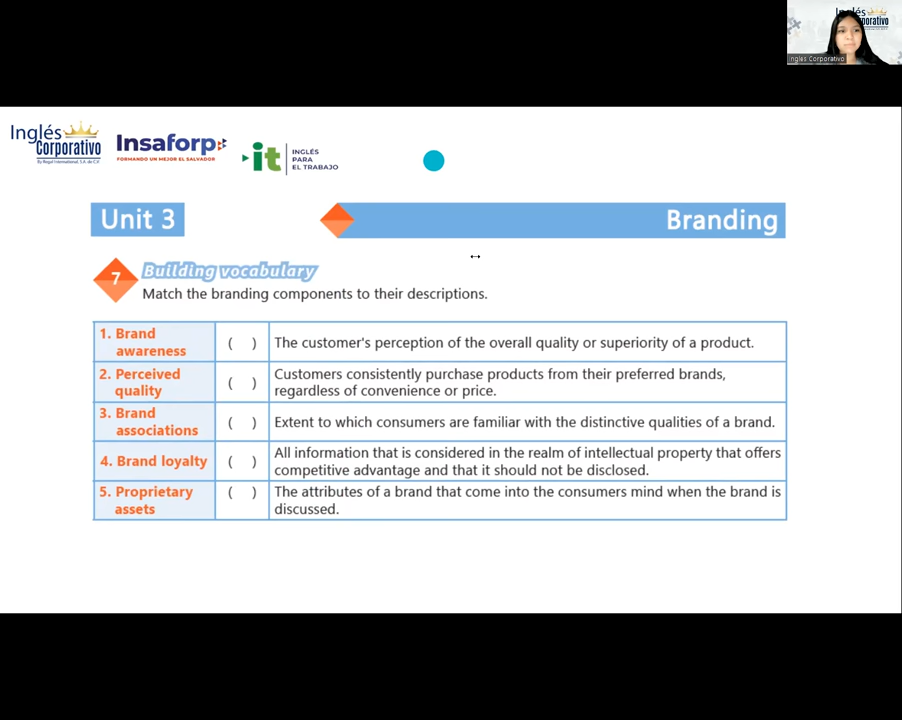 Inglés
Corporativo
Inglés Corporativo
Inglés
Corporativo
By Regal International, S.A. de C.V
Insaforp
FORMANDO UN MEJOR EL SALVADOR
it
INGLÉS
PARA
EL TRABAJO
Unit 3
Branding
7
Building vocabulary
Match the branding components to their descriptions.
1. Brand
awareness
( )
The customer's perception of the overall quality or superiority of a product.
2. Perceived
quality
( )
Customers consistently purchase products from their preferred brands,
regardless of convenience or price.
3. Brand
associations
( )
Extent to which consumers are familiar with the distinctive qualities of a brand.
4. Brand loyalty
( )
All information that is considered in the realm of intellectual property that offers
competitive advantage and that it should not be disclosed.
5. Proprietary
assets
( )
The attributes of a brand that come into the consumers mind when the brand is
discussed.